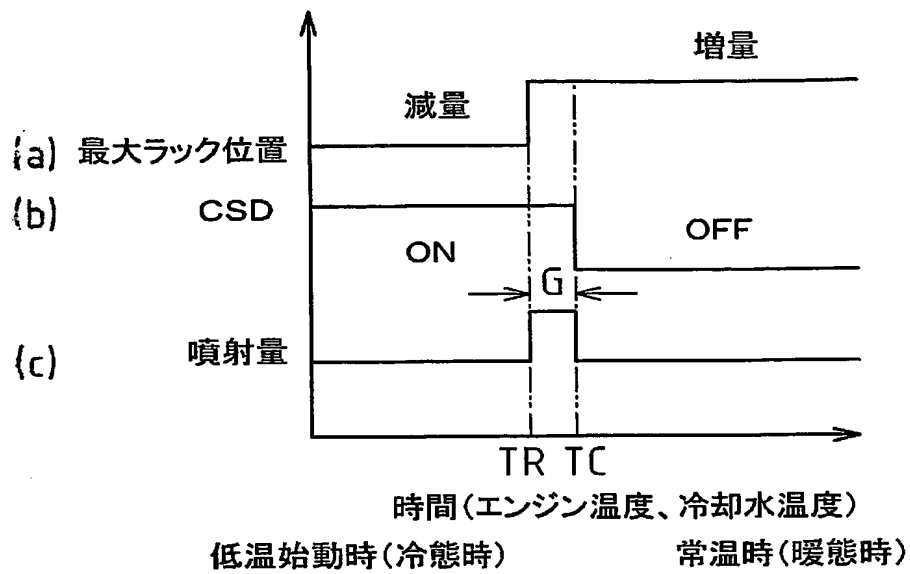 増量
減量
(a) 最大ラック位置
(b) CSD
ON
OFF
G
(c) 噴射量
TR TC
時間(エンジン温度、冷却水温度)
低温始動時(冷態時) 常温時(暖態時)